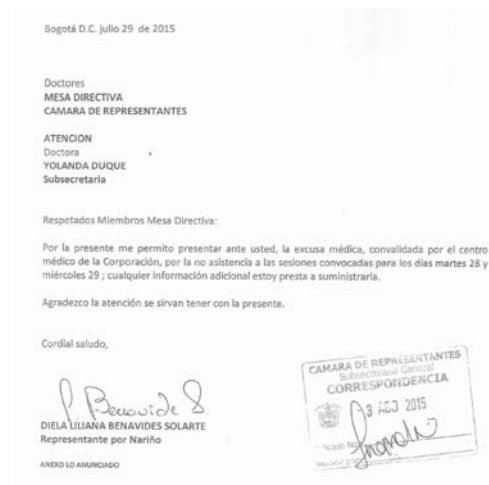 Bogotá D.C. julio 29 de 2015
Doctores
MESA DIRECTIVA
CAMARA DE REPRESENTANTES
ATENCION
Doctora
YOLANDA DUQUE
Subsecretaria
Respetados Miembros Mesa Directiva:
Por la presente me permito presentar ante usted, la excusa médica, convalidada por el centro
médico de la Corporación, por la no asistencia a las sesiones convocadas para los días martes 28 y
miércoles 29 ; cualquier información adicional estoy presta a suministrarla.
Agradezco la atención se sirvan tener con la presente.
Cordial saludo,
Benavide S
DIELA LILIANA BENAVIDES SOLARTE
Representante por Nariño
ANEXO LO ANUNCIADO
CAMARA DE REPRESENTANTES
Subsecretaria General
CORRESPONDENCIA
3 AGO 2015